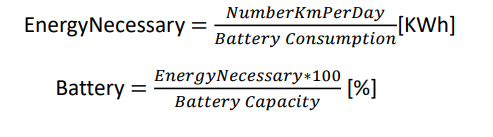 EnergyNecessary = NumberKmPerDay / Battery Consumption [KWh]
Battery = EnergyNecessary*100 / Battery Capacity [%]